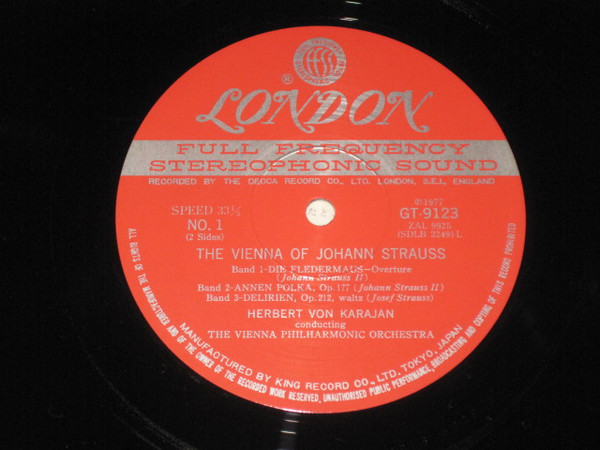 FFSS
®
LONDON
FULL FREQUENCY
STEREOPHONIC SOUND
RECORDED BY THE DECCA RECORD CO., LTD. LONDON, S.E.I., ENGLAND
SPEED 33⅓
NO. 1
(2 Sides)
℗1977
GT-9123
ZAL 9925
(SDLB 2249)L
THE VIENNA OF JOHANN STRAUSS
Band 1-DIE FLEDERMAUS—Overture
(Johann Strauss II)
Band 2-ANNEN POLKA, Op. 177 (Johann Strauss II)
Band 3-DELIRIEN, Op. 212, waltz (Josef Strauss)
HERBERT VON KARAJAN
conducting
THE VIENNA PHILHARMONIC ORCHESTRA
MANUFACTURED BY KING RECORD CO., LTD. TOKYO, JAPAN.
ALL RIGHTS OF THE MANUFACTURER AND OF THE OWNER OF THE RECORDED WORK RESERVED, UNAUTHORISED PUBLIC PERFORMANCE, BROADCASTING AND COPYING OF THIS RECORD PROHIBITED